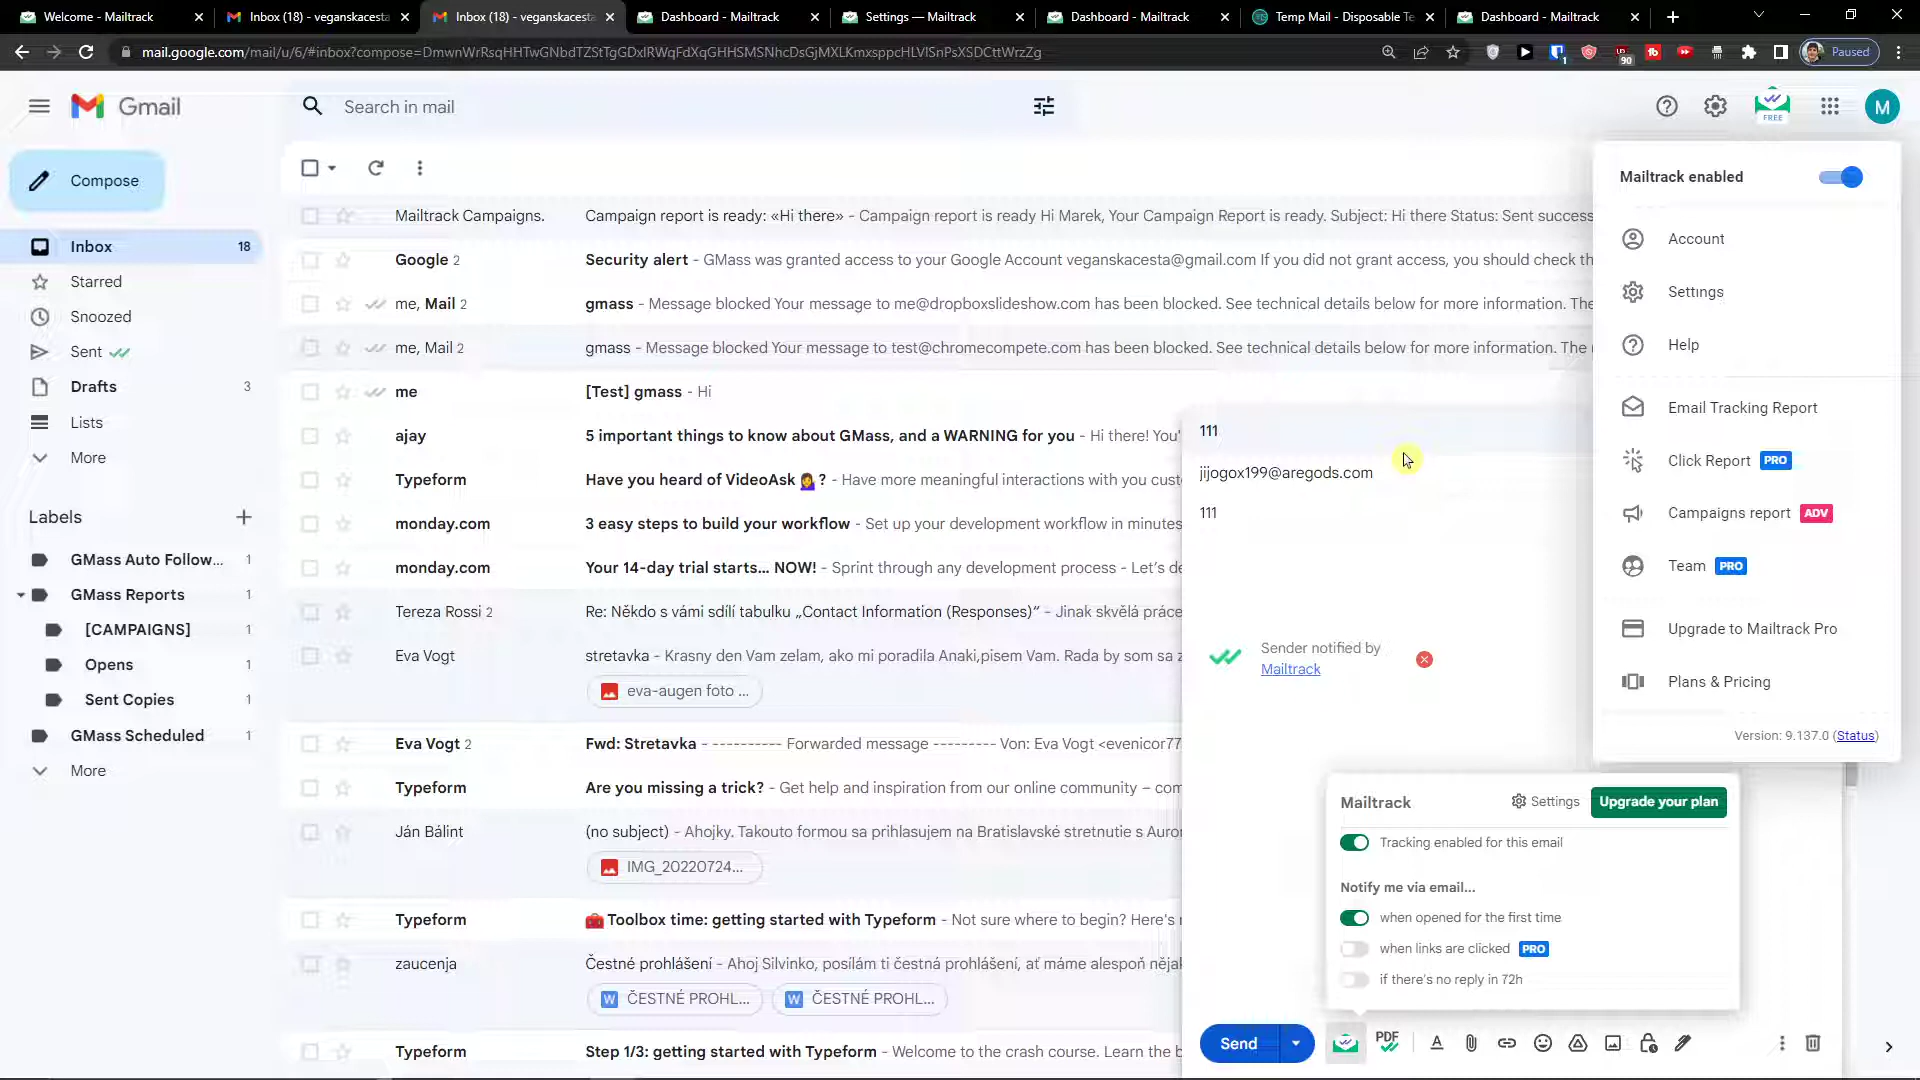 Welcome - Mailtrack
Inbox (18) - veganskacesta
Inbox (18) - veganskacesta
Dashboard - Mailtrack
Settings — Mailtrack
Dashboard - Mailtrack
Temp Mail - Disposable Te
Dashboard - Mailtrack
mail.google.com/mail/u/6/#inbox?compose=DmwnWrRsqHHTwGNbdTZStTgGDxlRWqFdXqGHHSMSNhcDsGjMXLKmxsppcHLVlSnPsXSDCttWrzZg
1
90
Paused
Gmail
Search in mail
FREE
M
Compose
Inbox 18
Starred
Snoozed
Sent
Drafts 3
Lists
More
Labels
GMass Auto Follow... 1
GMass Reports 1
[CAMPAIGNS] 1
Opens 1
Sent Copies 1
GMass Scheduled 1
More
Mailtrack Campaigns. Campaign report is ready: «Hi there» - Campaign report is ready Hi Marek, Your Campaign Report is ready. Subject: Hi there Status: Sent success
Google 2 Security alert - GMass was granted access to your Google Account veganskacesta@gmail.com If you did not grant access, you should check th
me, Mail 2 gmass - Message blocked Your message to me@dropboxslideshow.com has been blocked. See technical details below for more information. The
me, Mail 2 gmass - Message blocked Your message to test@chromecompete.com has been blocked. See technical details below for more information. The
me [Test] gmass - Hi
ajay 5 important things to know about GMass, and a WARNING for you - Hi there! You'
Typeform Have you heard of VideoAsk 🙋‍♀️? - Have more meaningful interactions with you cust
monday.com 3 easy steps to build your workflow - Set up your development workflow in minutes
monday.com Your 14-day trial starts... NOW! - Sprint through any development process - Let's de
Tereza Rossi 2 Re: Někdo s vámi sdílí tabulku „Contact Information (Responses)“ - Jinak skvělá práce
Eva Vogt stretavka - Krasny den Vam zelam, ako mi poradila Anaki,pisem Vam. Rada by som sa z
eva-augen foto ...
Eva Vogt 2 Fwd: Stretavka - ---------- Forwarded message --------- Von: Eva Vogt <evenicor77
Typeform Are you missing a trick? - Get help and inspiration from our online community – com
Ján Bálint (no subject) - Ahojky. Takouto formou sa prihlasujem na Bratislavské stretnutie s Auror
IMG_20220724...
Typeform 🧰 Toolbox time: getting started with Typeform - Not sure where to begin? Here's
zaucenja Čestné prohlášení - Ahoj Silvinko, posílám ti čestná prohlášení, ať máme alespoň něja
ČESTNÉ PROHL... ČESTNÉ PROHL...
Typeform Step 1/3: getting started with Typeform - Welcome to the crash course. Learn the b
111
jijogox199@aregods.com
111
Sender notified by
Mailtrack
Mailtrack Settings Upgrade your plan
Tracking enabled for this email
Notify me via email...
when opened for the first time
when links are clicked PRO
if there's no reply in 72h
Send
PDF
Mailtrack enabled
Account
Settings
Help
Email Tracking Report
Click Report PRO
Campaigns report ADV
Team PRO
Upgrade to Mailtrack Pro
Plans & Pricing
Version: 9.137.0 (Status)